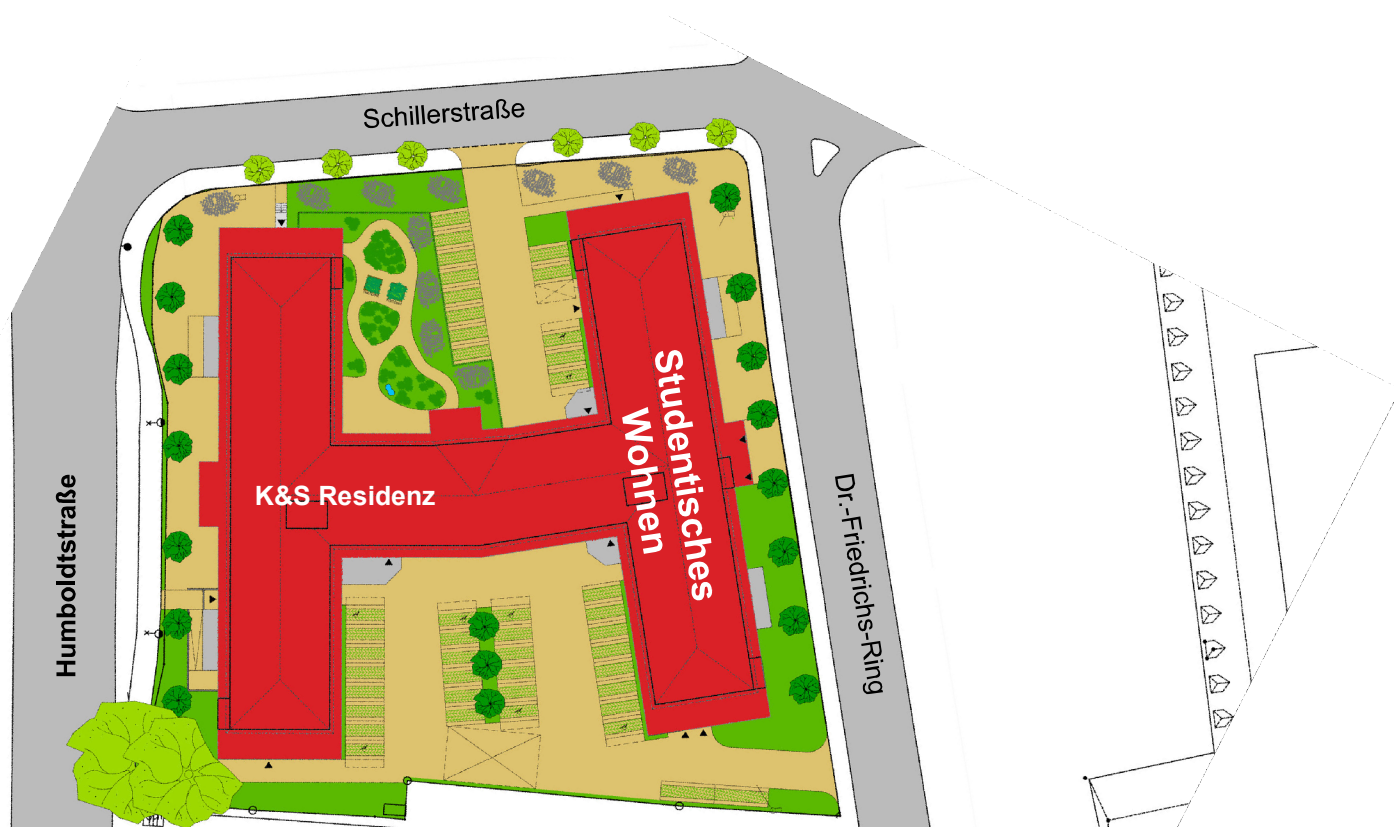 Schillerstraße
Studentisches
Wohnen
K&S Residenz
Humboldtstraße
Dr.-Friedrichs-Ring